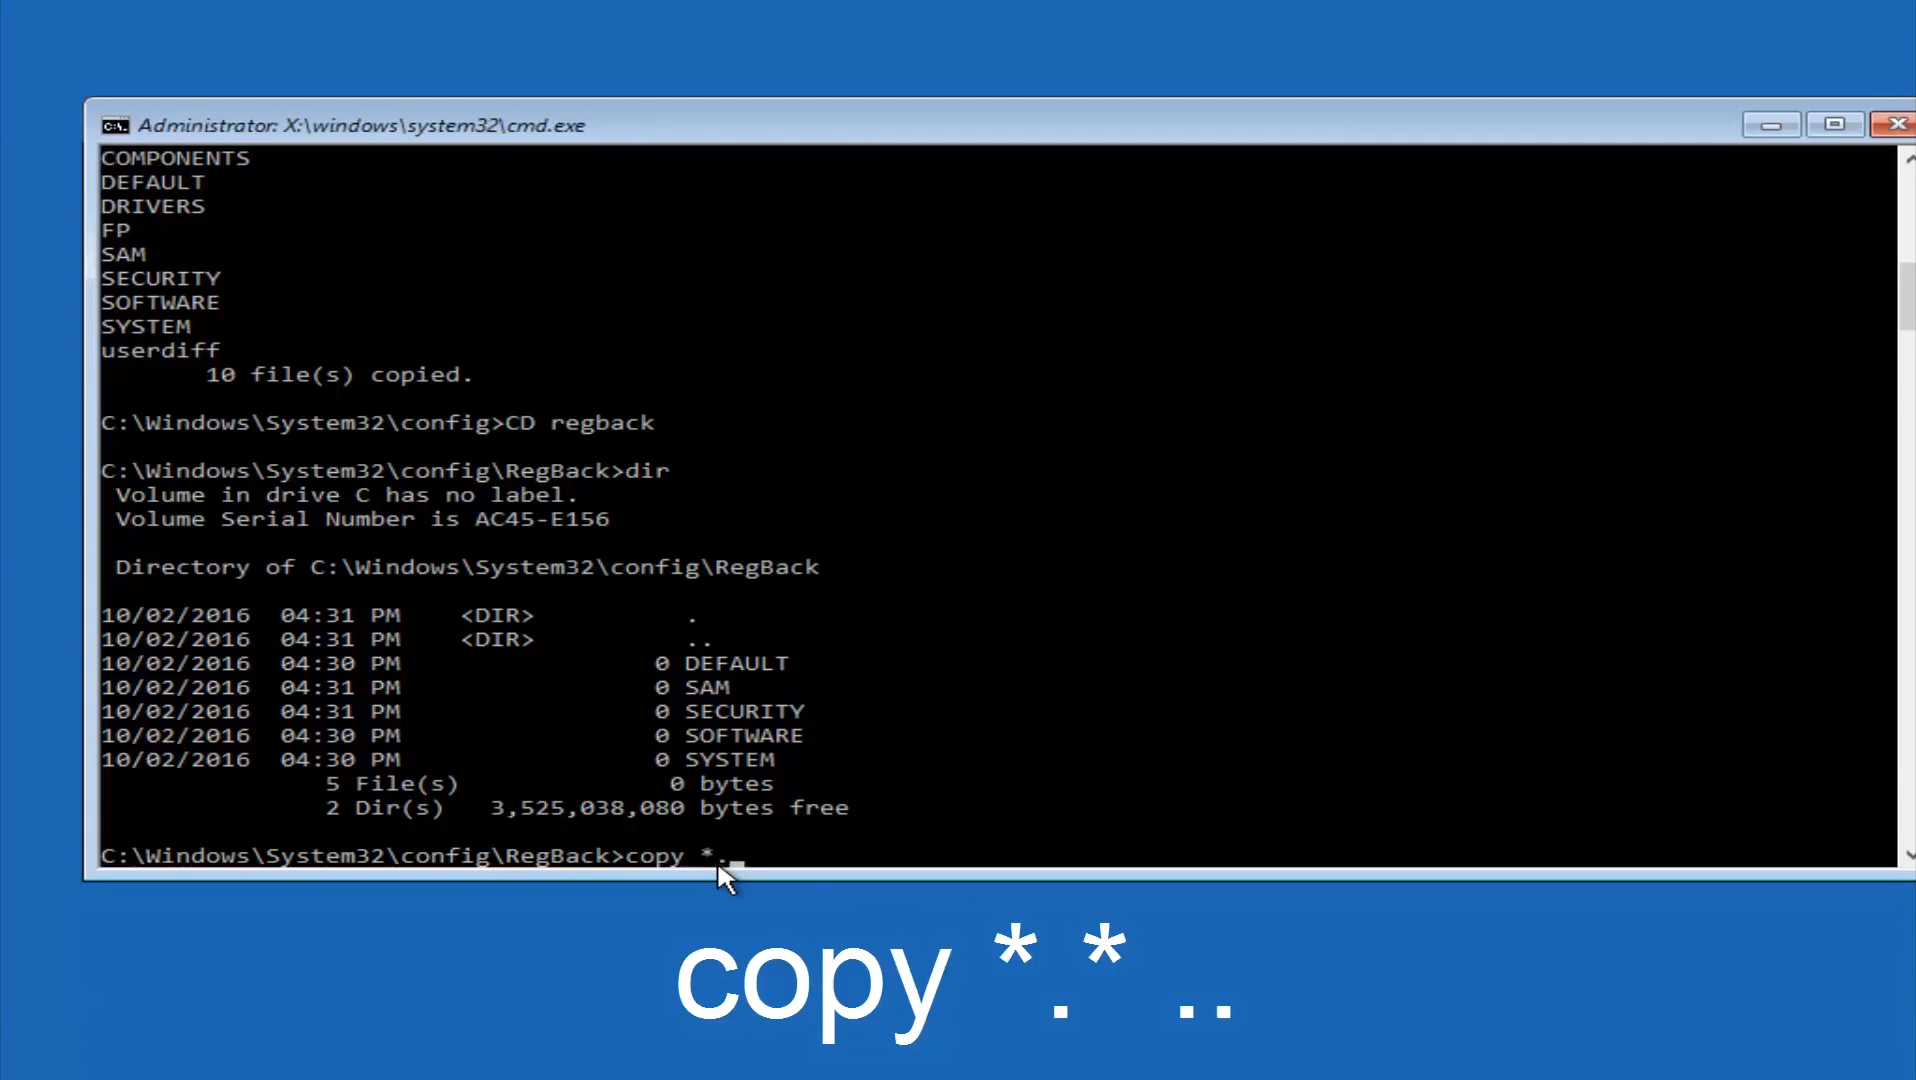 Administrator: X:\windows\system32\cmd.exe
COMPONENTS
DEFAULT
DRIVERS
FP
SAM
SECURITY
SOFTWARE
SYSTEM
userdiff
10 file(s) copied.
C:\Windows\System32\config>CD regback
C:\Windows\System32\config\RegBack>dir
Volume in drive C has no label.
Volume Serial Number is AC45-E156
Directory of C:\Windows\System32\config\RegBack
10/02/2016 04:31 PM <DIR> .
10/02/2016 04:31 PM <DIR> ..
10/02/2016 04:30 PM 0 DEFAULT
10/02/2016 04:31 PM 0 SAM
10/02/2016 04:31 PM 0 SECURITY
10/02/2016 04:30 PM 0 SOFTWARE
10/02/2016 04:30 PM 0 SYSTEM
5 File(s) 0 bytes
2 Dir(s) 3,525,038,080 bytes free
C:\Windows\System32\config\RegBack>copy *.
copy *.* ..